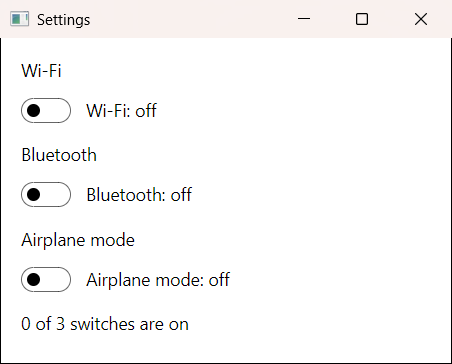 Settings
Wi-Fi
Wi-Fi: off
Bluetooth
Bluetooth: off
Airplane mode
Airplane mode: off
0 of 3 switches are on